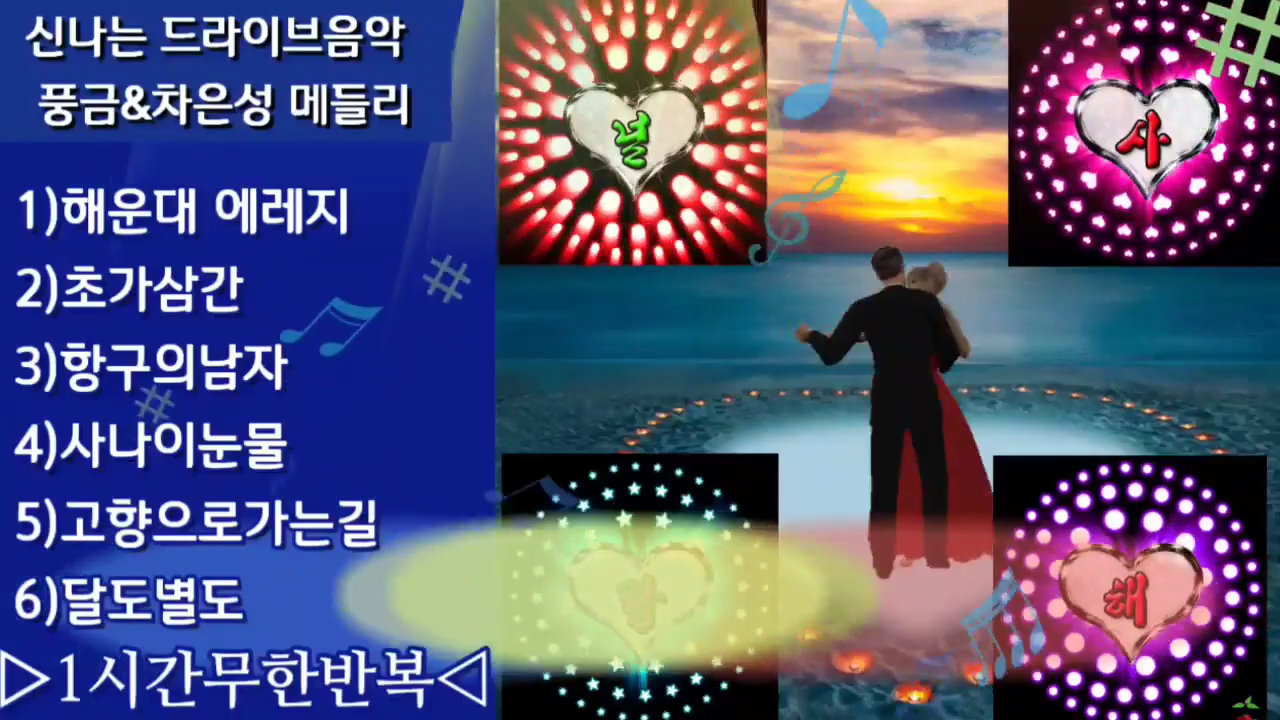 신나는 드라이브음악
풍금&차은성 메들리
1)해운대 에레지
2)초가삼간
3)항구의남자
4)사나이눈물
5)고향으로가는길
6)달도별도
▷1시간무한반복◁
널
사
해